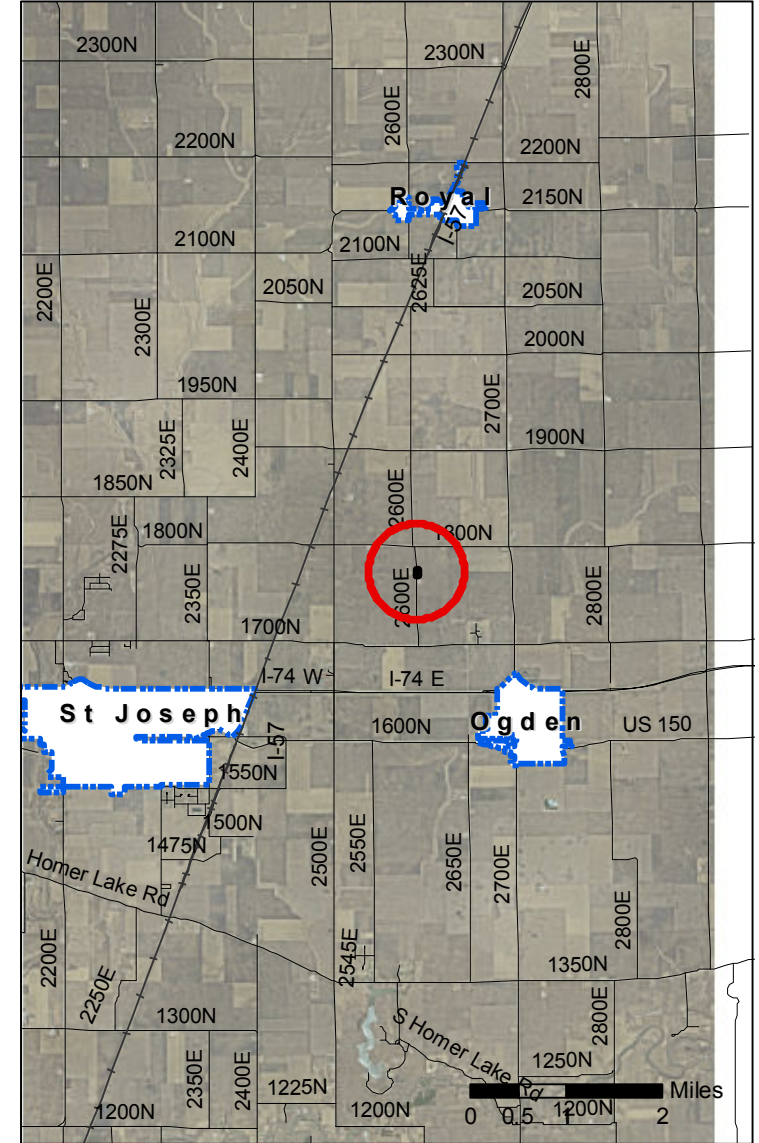 2300N
2300N
2800E
2600E
2200N
2200N
Royal
2150N
I-57
2100N
2100N
2625E
2050N
2050N
2200E
2300E
2000N
1950N
2700E
2325E
2400E
1900N
1850N
2600E
2275E
1800N
1800N
2350E
2600E
2800E
1700N
I-74 W
I-74 E
St Joseph
1600N
Ogden
US 150
I-57
1550N
1500N
1475N
2500E
2550E
2650E
2700E
Homer Lake Rd
2800E
2200E
2250E
2545E
1350N
1300N
2800E
S Homer Lake Rd
1250N
2350E
2400E
1225N
Miles
1200N
1200N
1200N
0 0.5 1 2